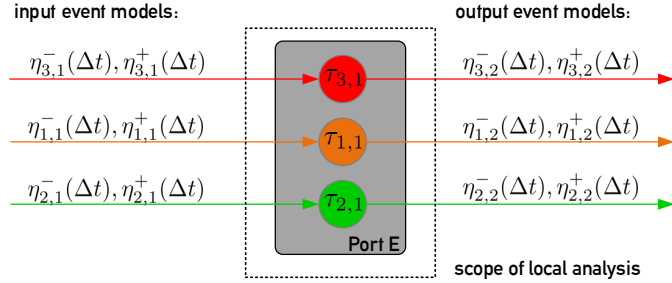 input event models: output event models:
η⁻₃,₁(Δt), η⁺₃,₁(Δt) τ₃,₁ η⁻₃,₂(Δt), η⁺₃,₂(Δt)
η⁻₁,₁(Δt), η⁺₁,₁(Δt) τ₁,₁ η⁻₁,₂(Δt), η⁺₁,₂(Δt)
η⁻₂,₁(Δt), η⁺₂,₁(Δt) τ₂,₁ η⁻₂,₂(Δt), η⁺₂,₂(Δt)
Port E
scope of local analysis